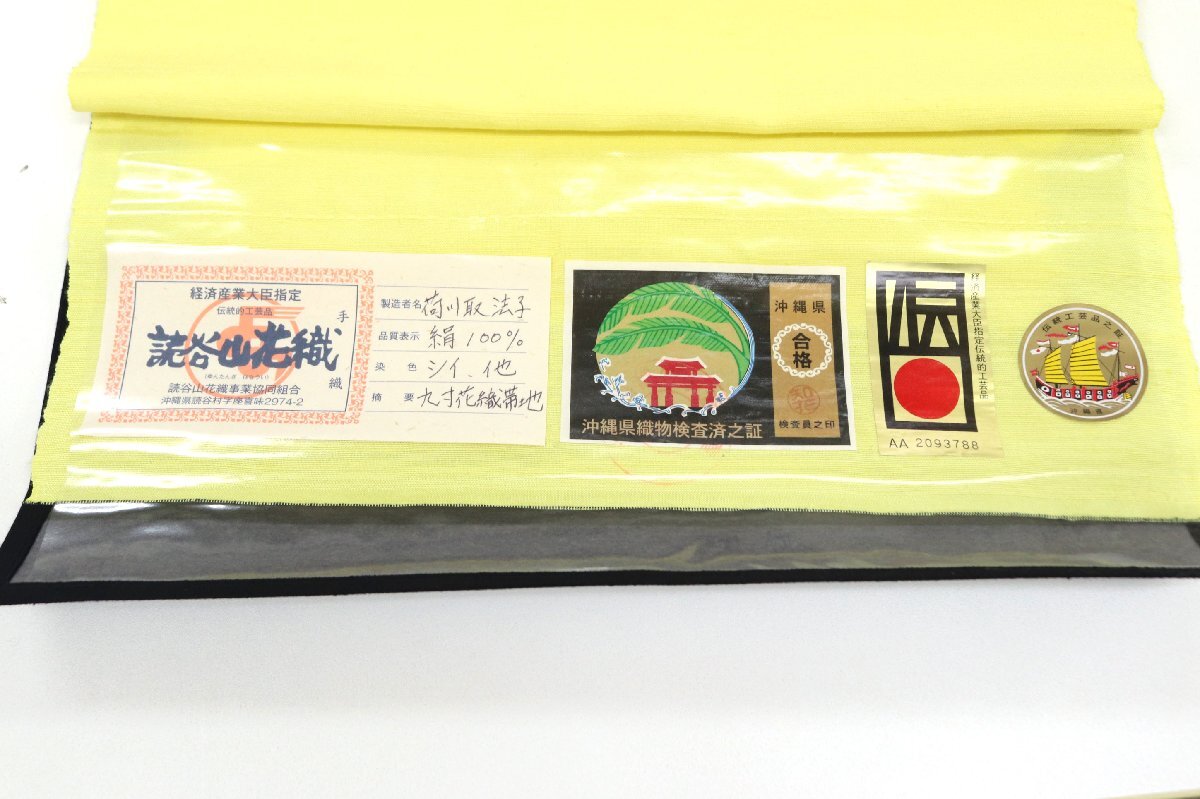 経済産業大臣指定
伝統的工芸品
読谷山花織
(ゆんたんざ はなうい)
読谷山花織事業協同組合
沖縄県読谷村字座喜味2974-2
手
織
製造者名 荷川取 法子
品質表示 絹100%
染色 シイ、他
摘要 九寸花織帯地
沖縄県
合格
検査員之印
沖縄県織物検査済之証
伝
経済産業大臣指定伝統的工芸品
AA 2093788
伝統工芸品之証
沖縄県